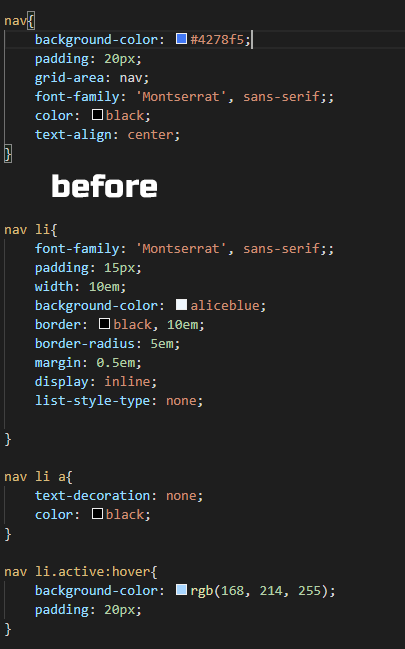 nav{
background-color: #4278f5;
padding: 20px;
grid-area: nav;
font-family: 'Montserrat', sans-serif;;
color: black;
text-align: center;
}
before
nav li{
font-family: 'Montserrat', sans-serif;;
padding: 15px;
width: 10em;
background-color: aliceblue;
border: black, 10em;
border-radius: 5em;
margin: 0.5em;
display: inline;
list-style-type: none;
}
nav li a{
text-decoration: none;
color: black;
}
nav li.active:hover{
background-color: rgb(168, 214, 255);
padding: 20px;
}